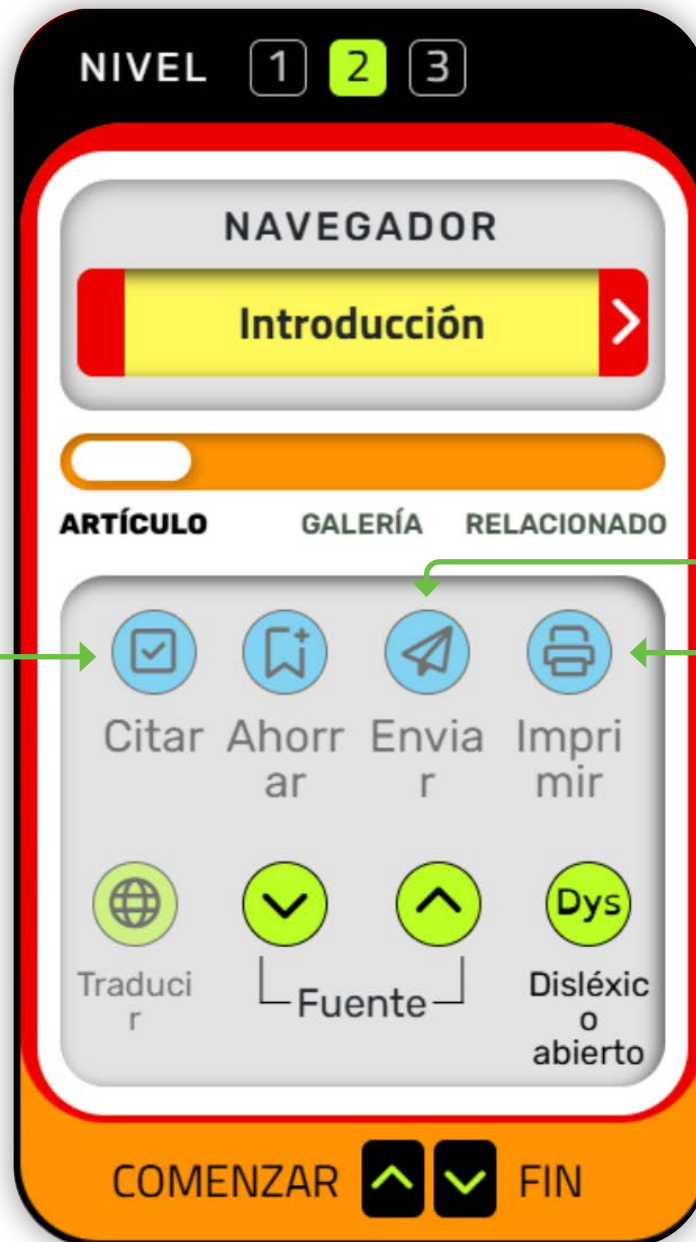 NIVEL 1 2 3
NAVEGADOR
Introducción
ARTÍCULO GALERÍA RELACIONADO
Citar Ahorr Envia Impri
ar r mir
Dys
Traduci Fuente Disléxic
r o
abierto
COMENZAR FIN